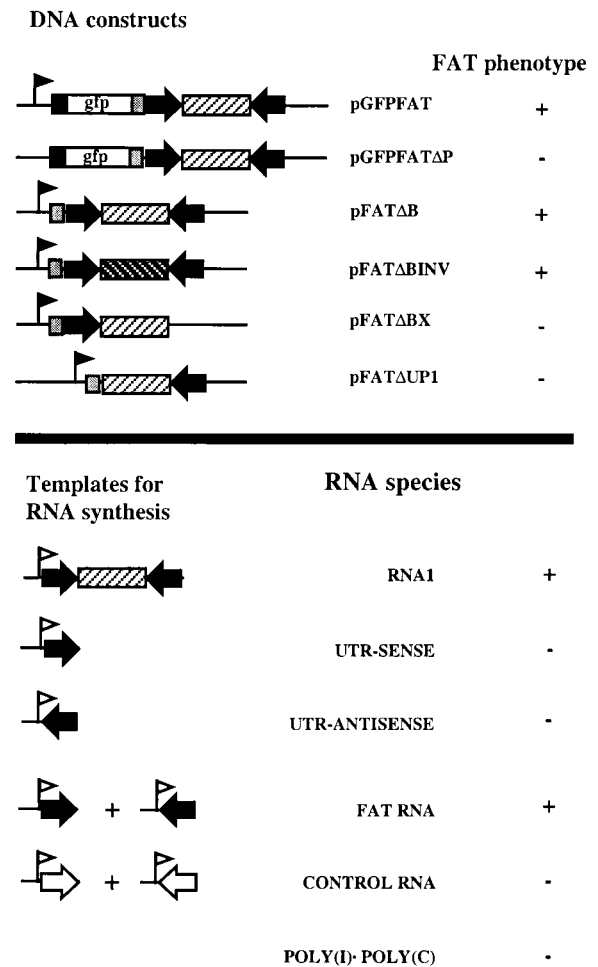 DNA constructs
FAT phenotype
gfp pGFPFAT +
gfp pGFPFATΔP -
pFATΔB +
pFATΔBINV +
pFATΔBX -
pFATΔUP1 -
Templates for RNA species
RNA synthesis
RNA1 +
UTR-SENSE -
UTR-ANTISENSE -
+ FAT RNA +
+ CONTROL RNA -
POLY(I)· POLY(C) -